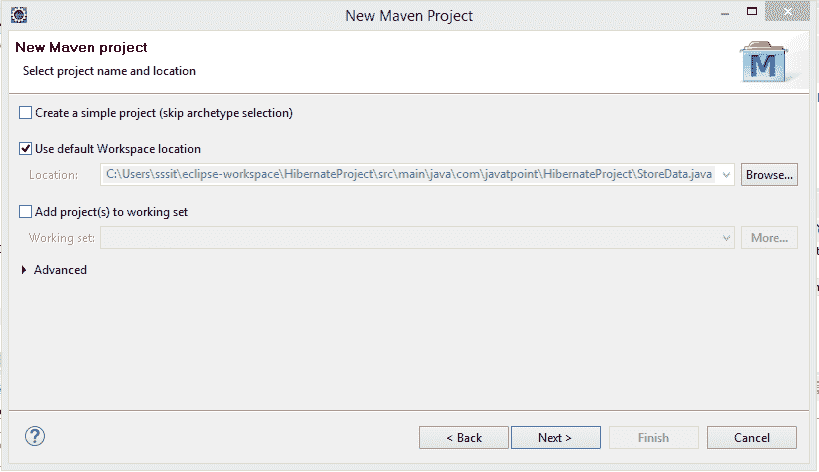 New Maven Project
New Maven project
Select project name and location
M
Create a simple project (skip archetype selection)
Use default Workspace location
Location: C:\Users\sssit\eclipse-workspace\HibernateProject\src\main\java\com\javatpoint\HibernateProject\StoreData.java Browse...
Add project(s) to working set
Working set: More...
Advanced
? < Back Next > Finish Cancel